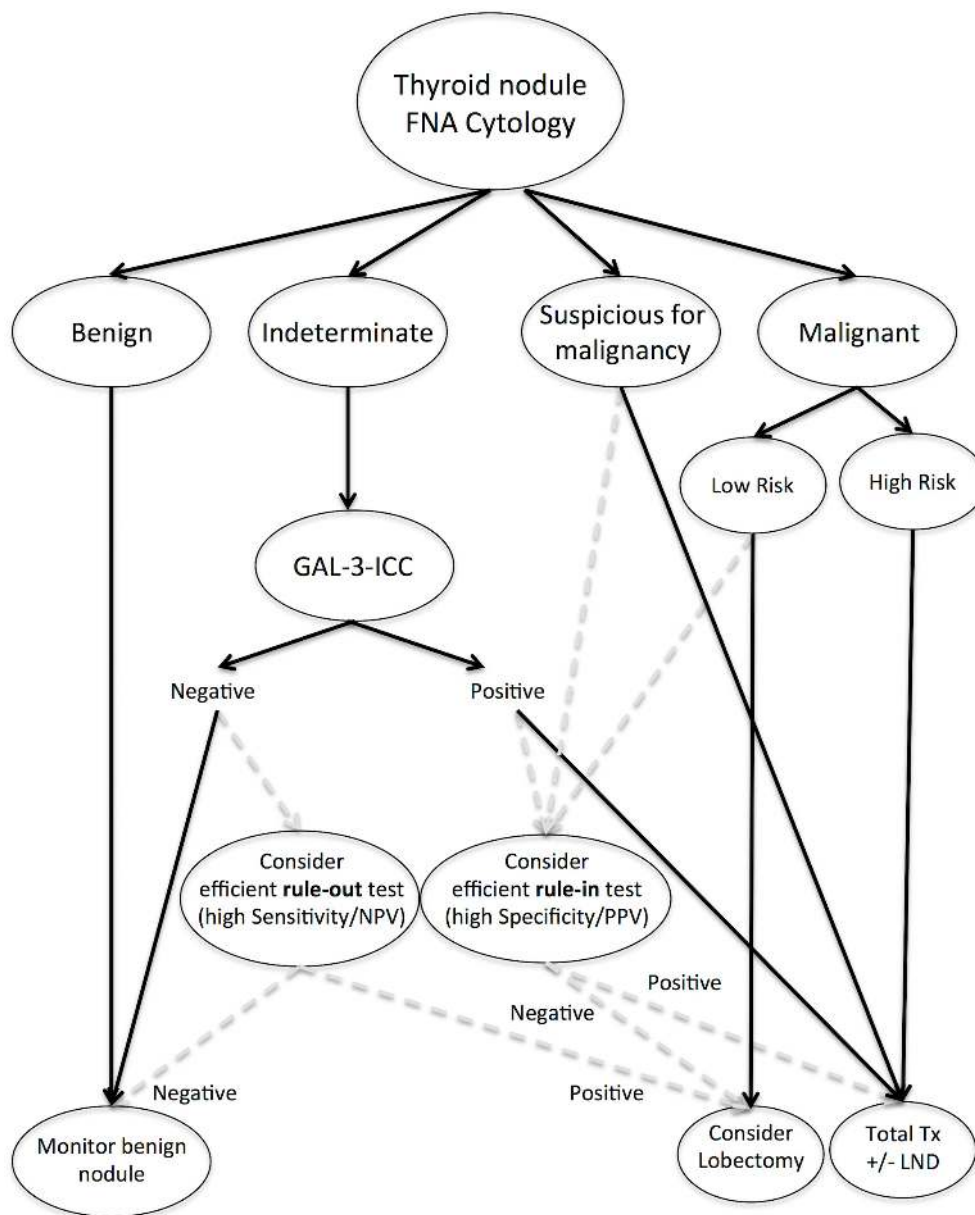 Thyroid nodule
FNA Cytology
Benign
Indeterminate
Suspicious for
malignancy
Malignant
Low Risk
High Risk
GAL-3-ICC
Negative
Positive
Consider
efficient rule-out test
(high Sensitivity/NPV)
Consider
efficient rule-in test
(high Specificity/PPV)
Positive
Negative
Negative
Positive
Monitor benign
nodule
Consider
Lobectomy
Total Tx
+/- LND